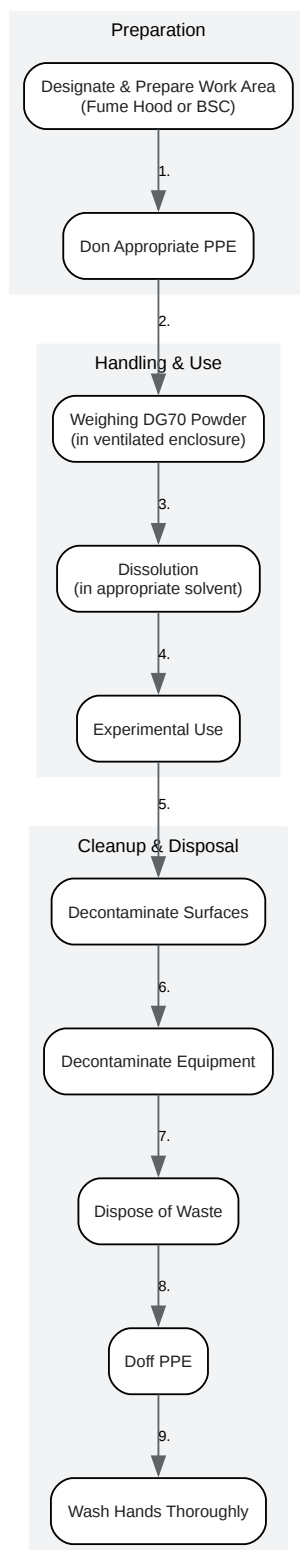 Preparation
Designate & Prepare Work Area
(Fume Hood or BSC)
1.
Don Appropriate PPE
2.
Handling & Use
Weighing DG70 Powder
(in ventilated enclosure)
3.
Dissolution
(in appropriate solvent)
4.
Experimental Use
5.
Cleanup & Disposal
Decontaminate Surfaces
6.
Decontaminate Equipment
7.
Dispose of Waste
8.
Doff PPE
9.
Wash Hands Thoroughly